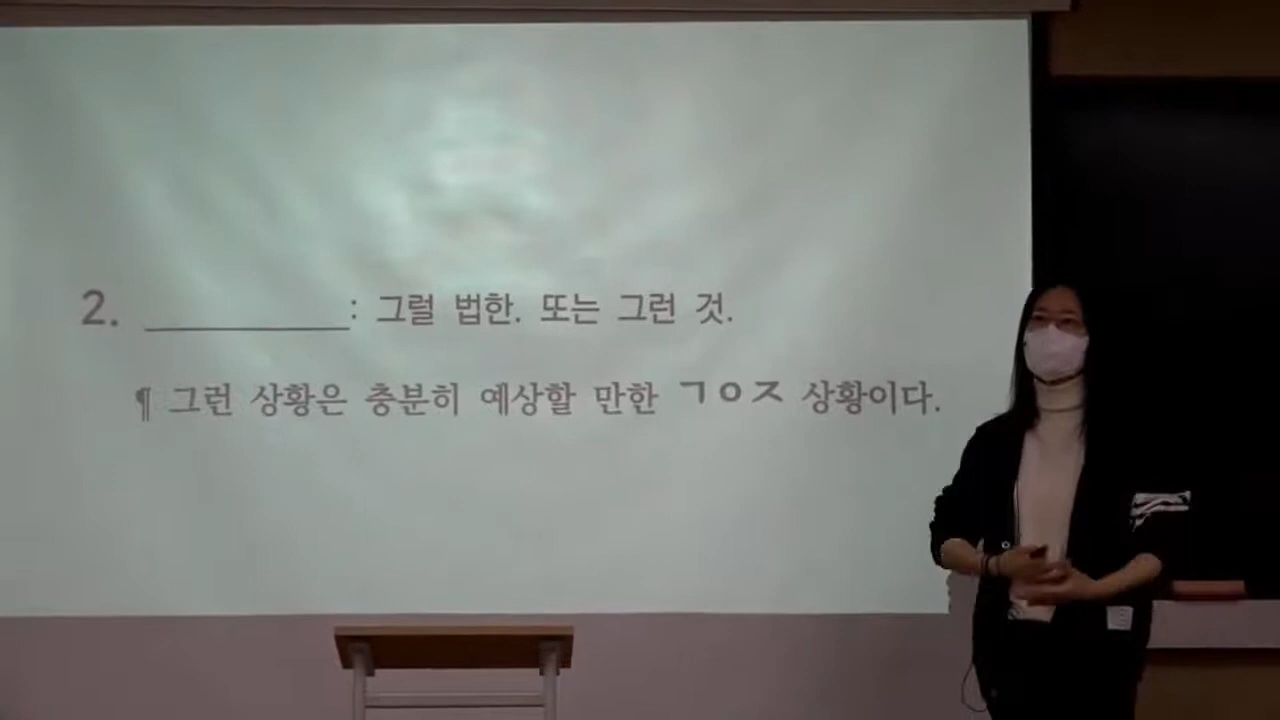 2. __________: 그럴 법한. 또는 그런 것.
¶ 그런 상황은 충분히 예상할 만한 ㄱㅇㅈ 상황이다.